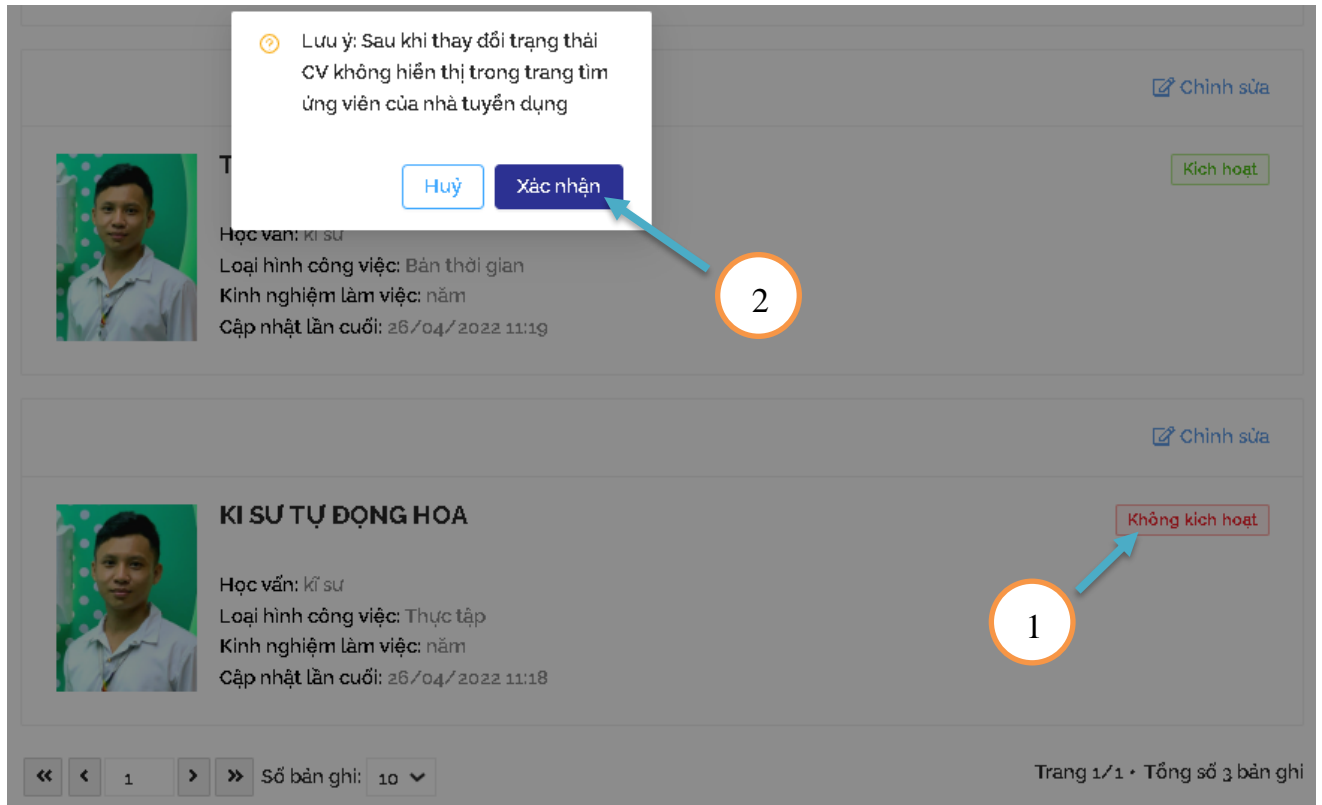 Lưu ý: Sau khi thay đổi trạng thái
CV không hiển thị trong trang tìm
ứng viên của nhà tuyển dụng
Huỷ
Xác nhận
Chỉnh sửa
T
Kích hoạt
Học vấn: kĩ sư
Loại hình công việc: Bán thời gian
Kinh nghiệm làm việc: năm
Cập nhật lần cuối: 26/04/2022 11:19
2
Chỉnh sửa
KI SƯ TỰ ĐỌNG HOA
Không kích hoạt
Học vấn: kĩ sư
Loại hình công việc: Thực tập
Kinh nghiệm làm việc: năm
Cập nhật lần cuối: 26/04/2022 11:18
1
1 Số bản ghi: 10
Trang 1/1 • Tổng số 3 bản ghi